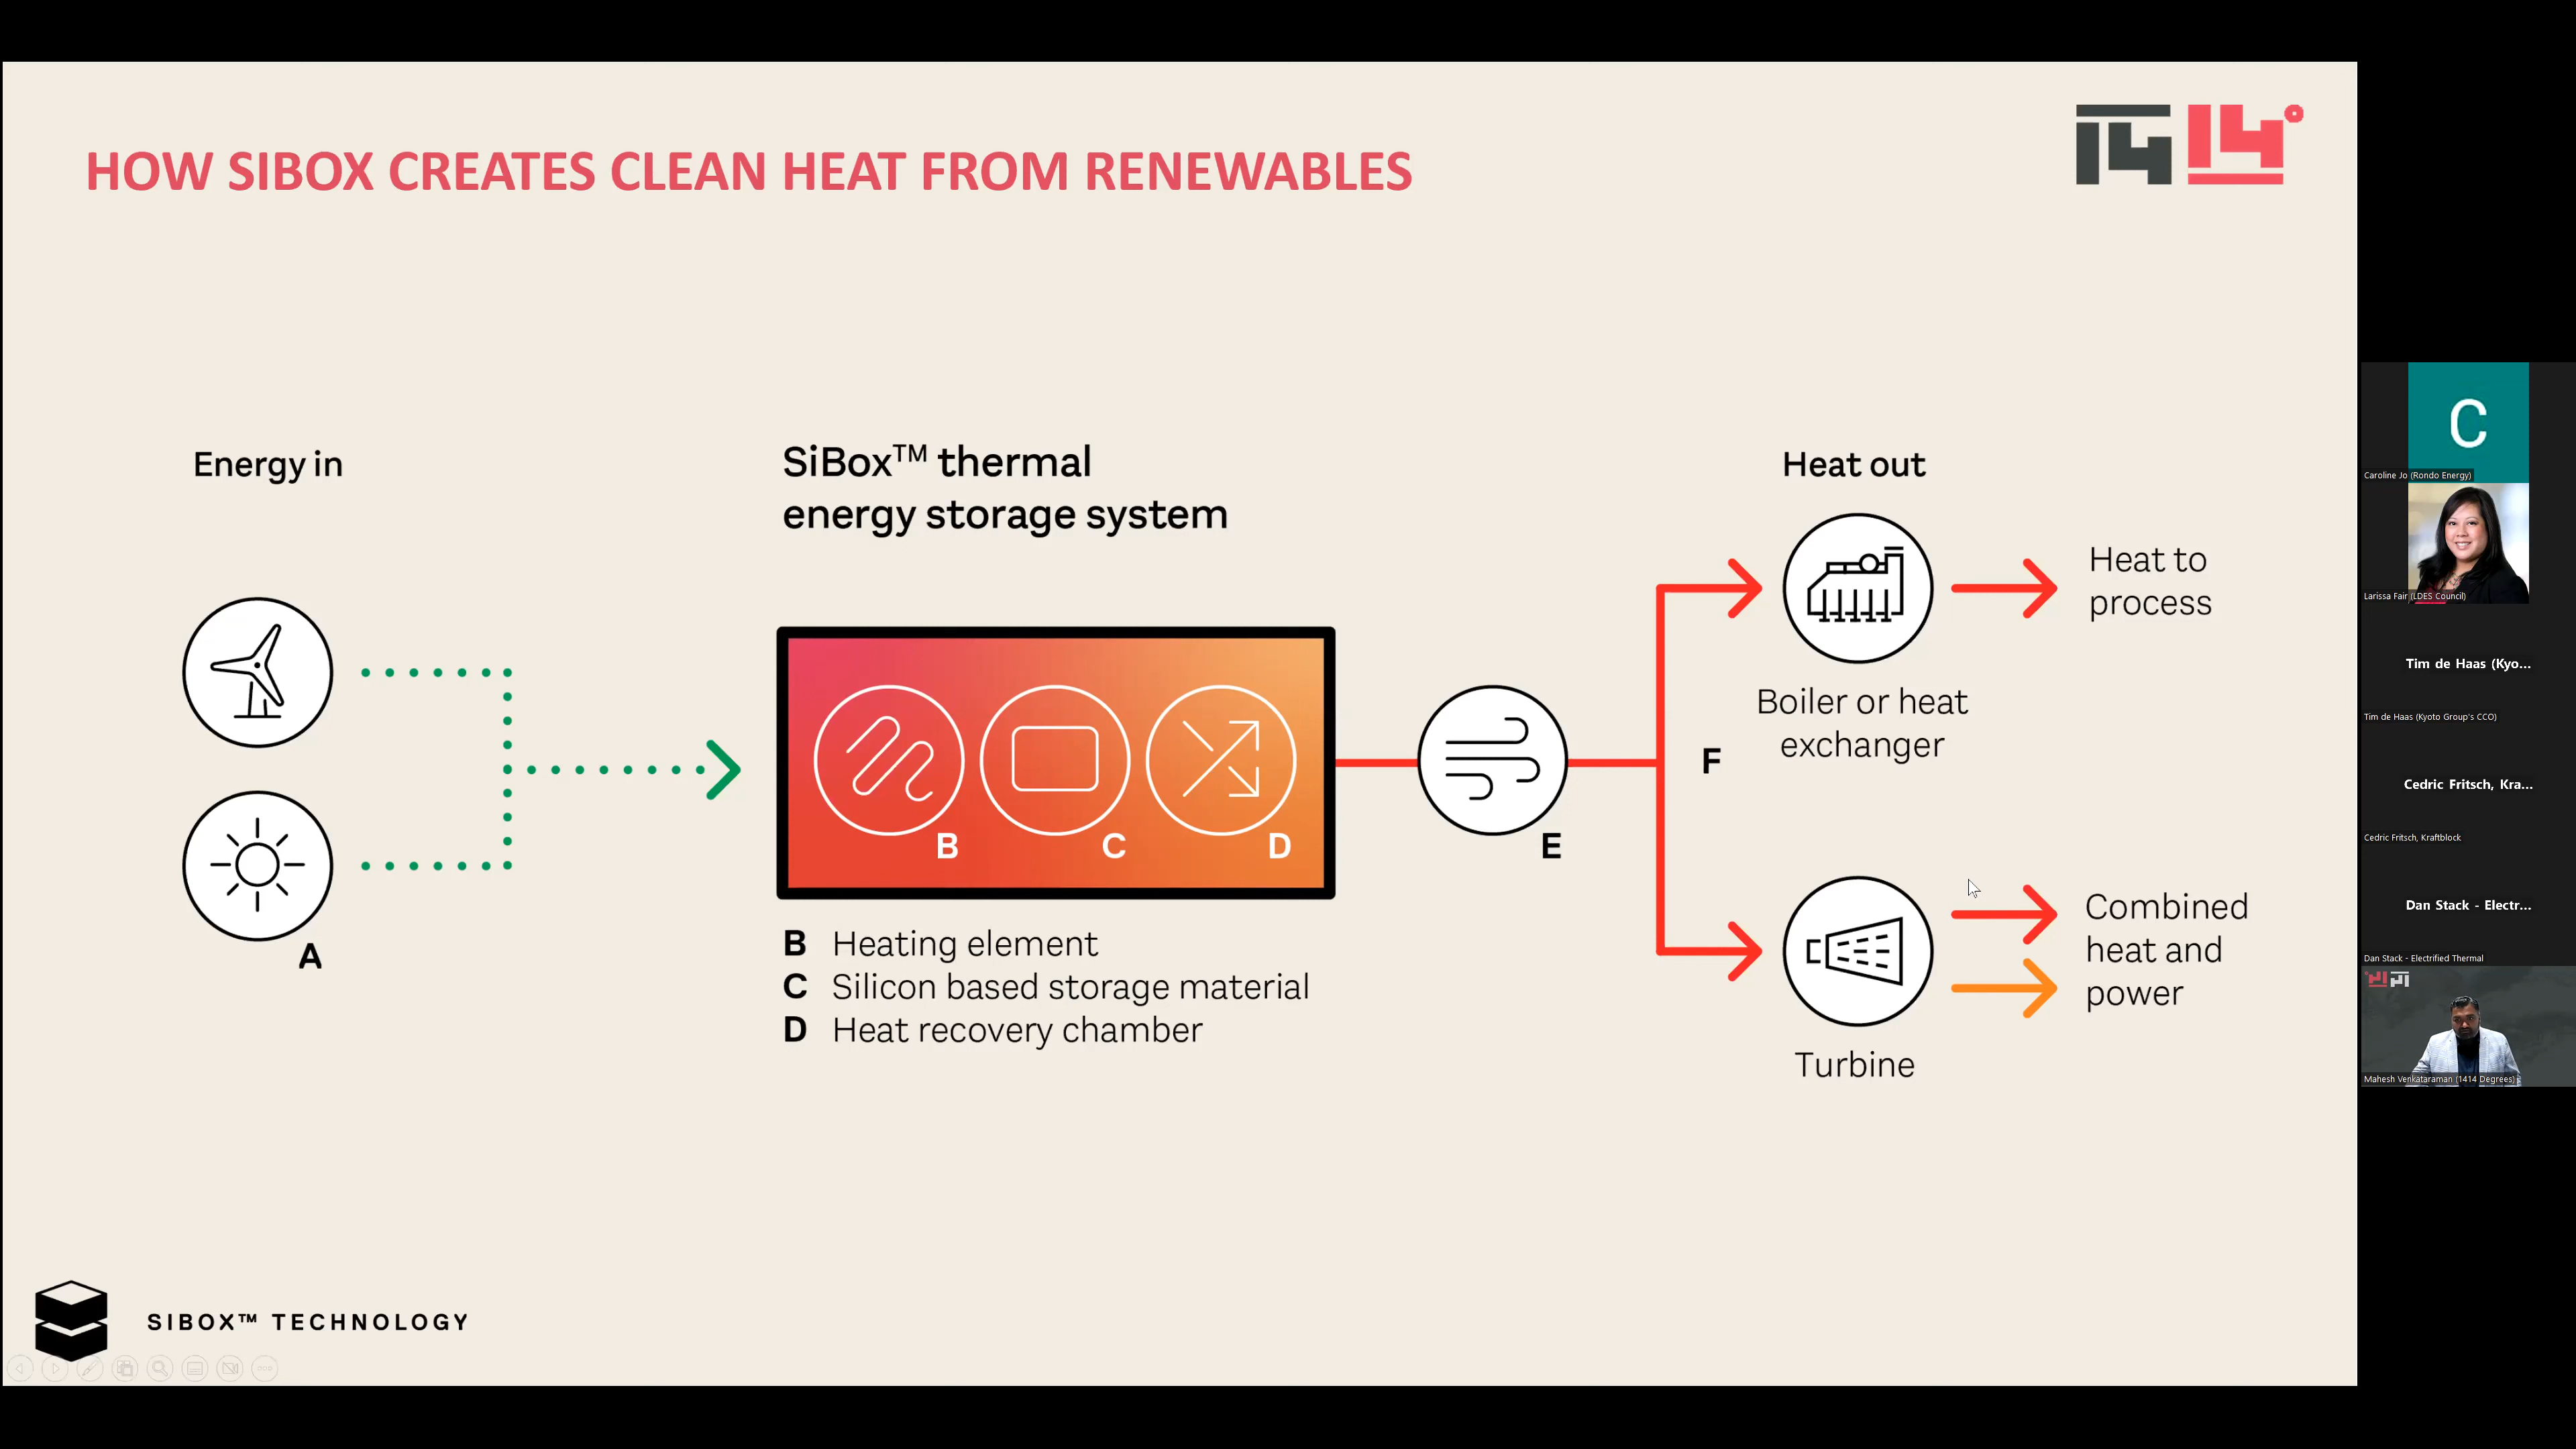 HOW SIBOX CREATES CLEAN HEAT FROM RENEWABLES
1414°
Energy in
A
SiBox™ thermal
energy storage system
B
C
D
B Heating element
C Silicon based storage material
D Heat recovery chamber
E
F
Heat out
Boiler or heat
exchanger
Heat to
process
Turbine
Combined
heat and
power
SIBOX™ TECHNOLOGY
C
Caroline Jo (Rondo Energy)
Larissa Fair (LDES Council)
Tim de Haas (Kyo...
Tim de Haas (Kyoto Group's CCO)
Cedric Fritsch, Kra...
Cedric Fritsch, Kraftblock
Dan Stack - Electr...
Dan Stack - Electrified Thermal
Mahesh Venkataraman (1414 Degrees)